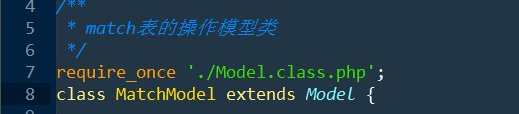 4 /**
5 * match表的操作模型类
6 */
7 require_once './Model.class.php';
8 class MatchModel extends Model {